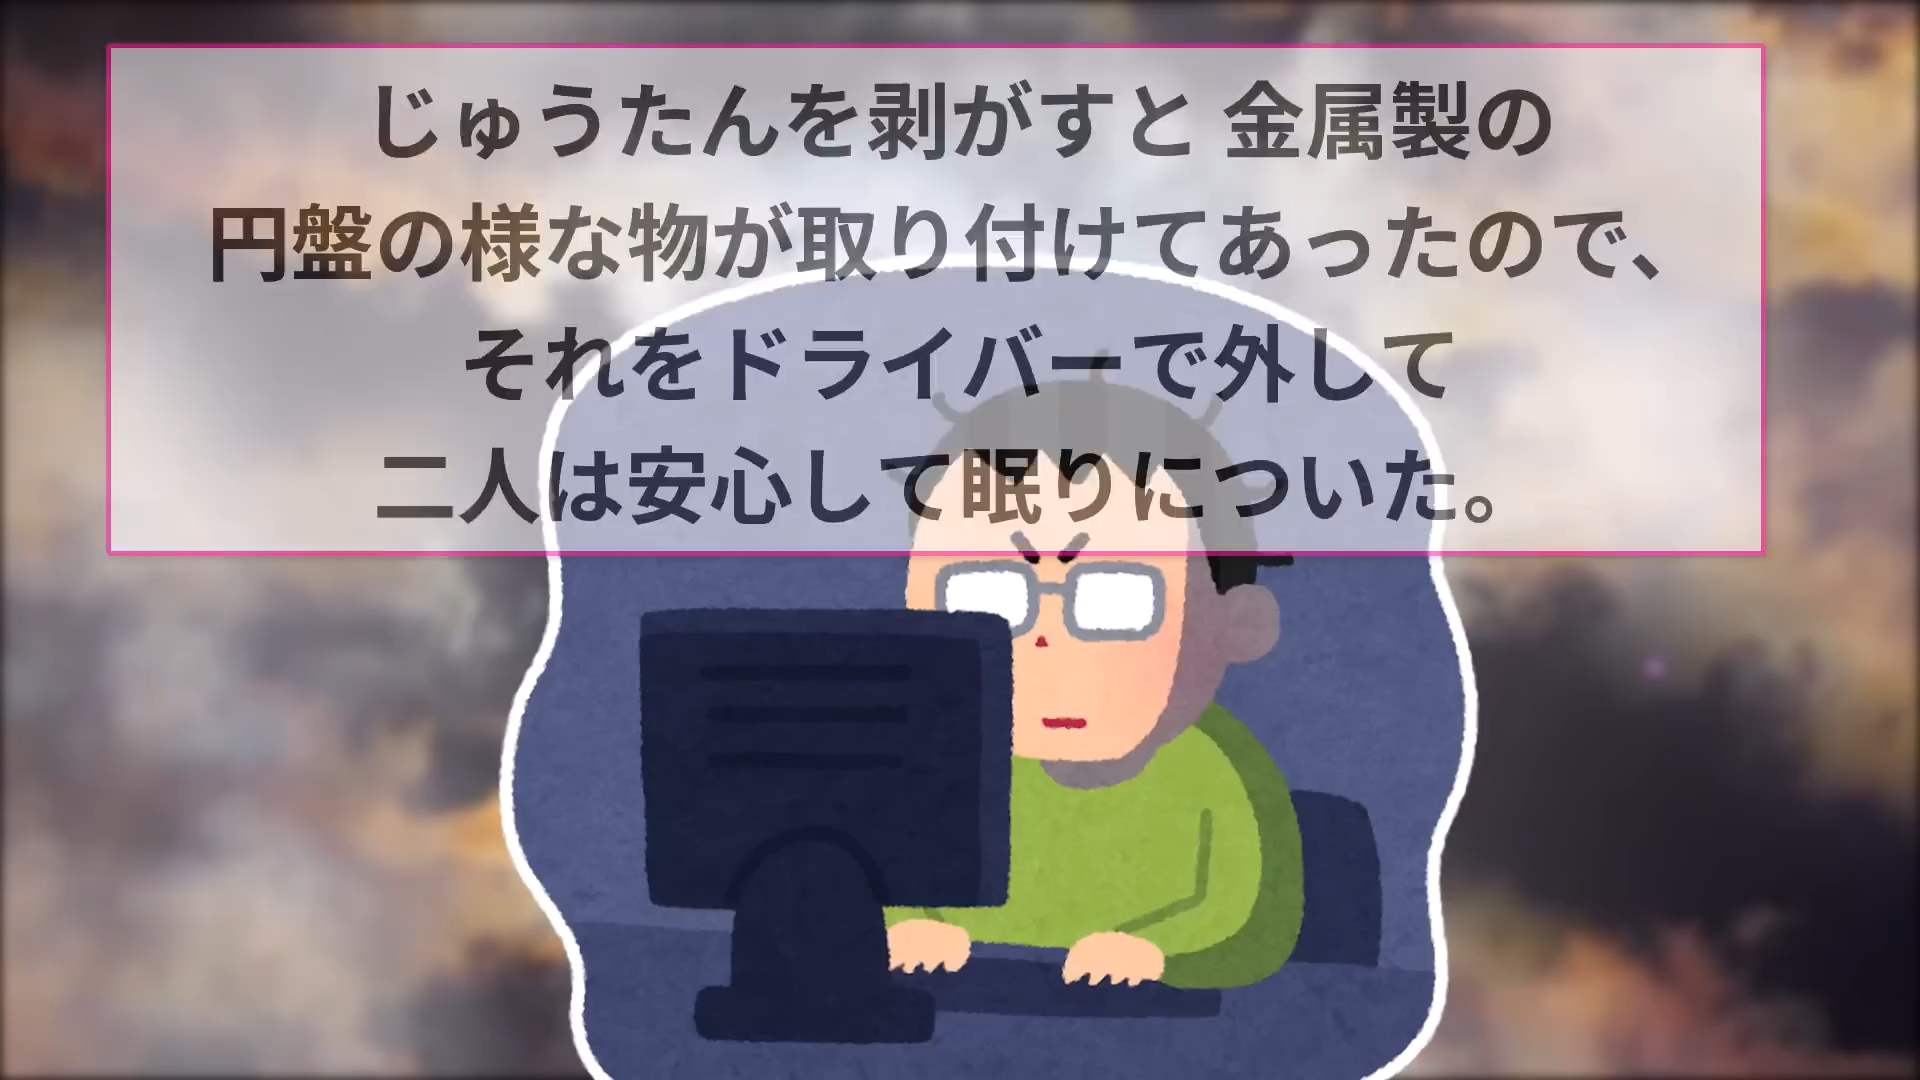 じゅうたんを剥がすと 金属製の
円盤の様な物が取り付けてあったので、
それをドライバーで外して
二人は安心して眠りについた。